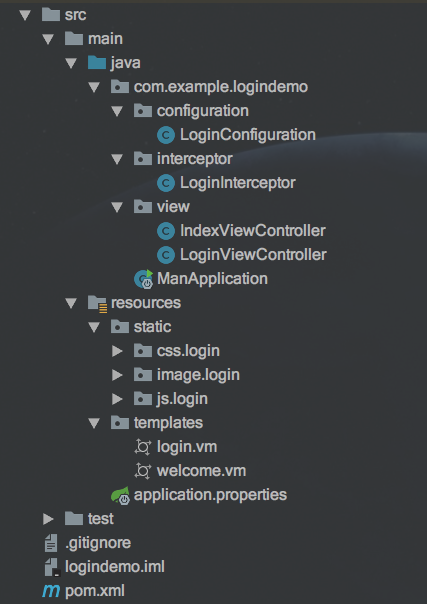 src
main
java
com.example.logindemo
configuration
LoginConfiguration
interceptor
LoginInterceptor
view
IndexViewController
LoginViewController
ManApplication
resources
static
css.login
image.login
js.login
templates
login.vm
welcome.vm
application.properties
test
.gitignore
logindemo.iml
pom.xml